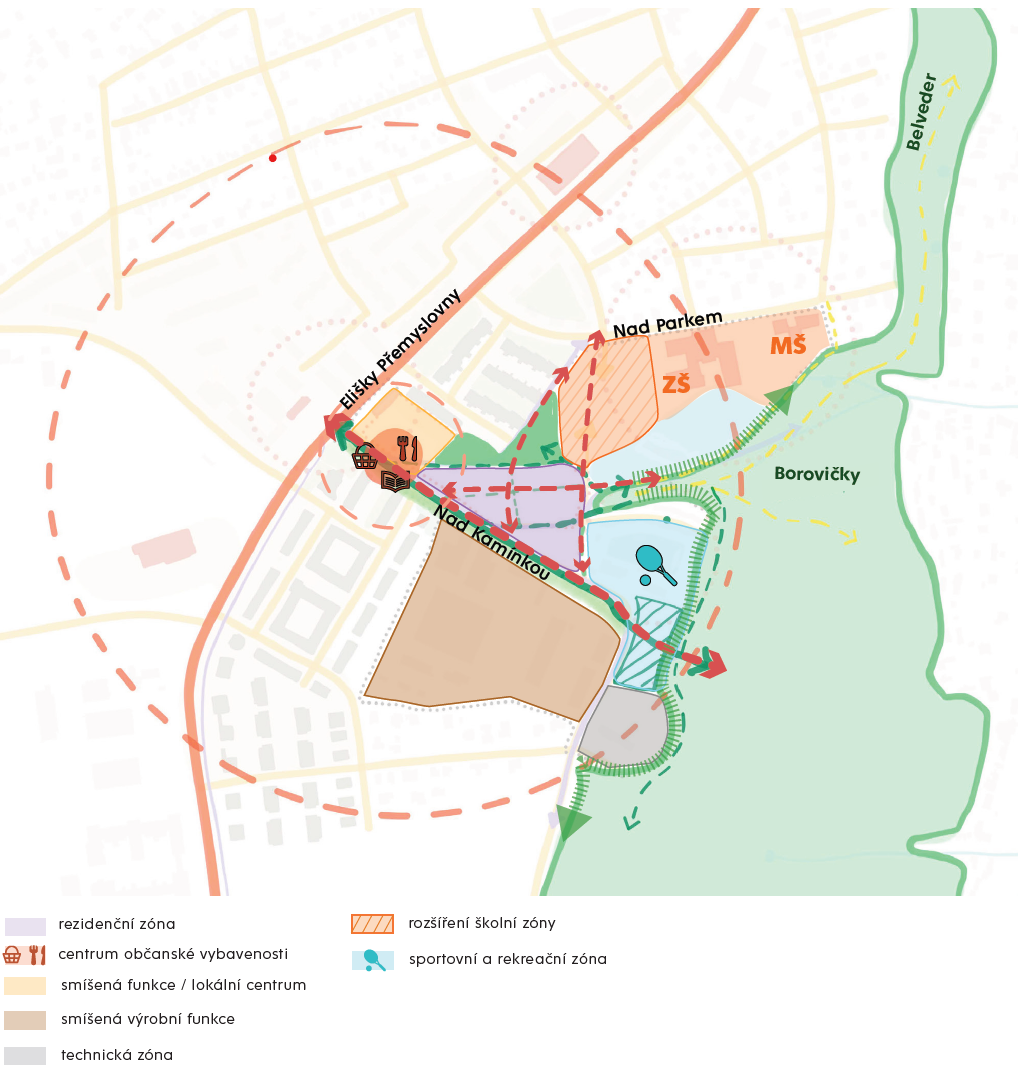 Belveder
Elišky Přemyslovny
Nad Parkem
MŠ
ZŠ
Borovičky
Nad Kamínkou
rezidenční zóna
centrum občanské vybavenosti
smíšená funkce / lokální centrum
smíšená výrobní funkce
technická zóna
rozšíření školní zóny
sportovní a rekreační zóna